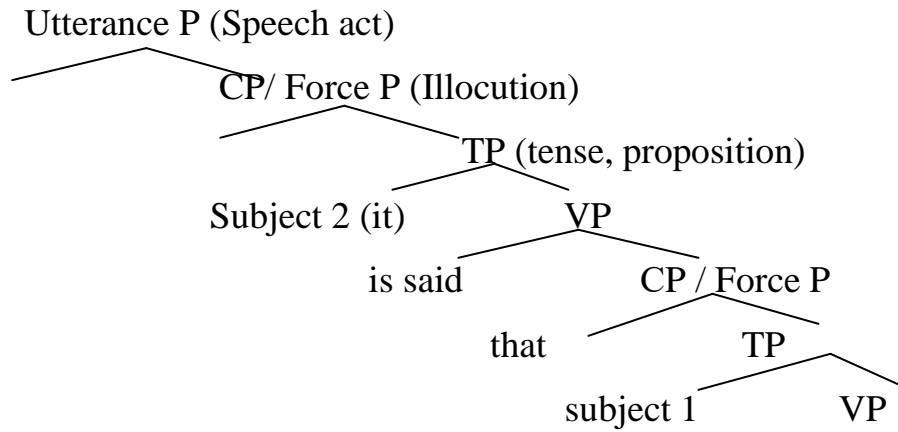 Utterance P (Speech act)
CP/ Force P (Illocution)
TP (tense, proposition)
Subject 2 (it) VP
is said CP / Force P
that TP
subject 1 VP